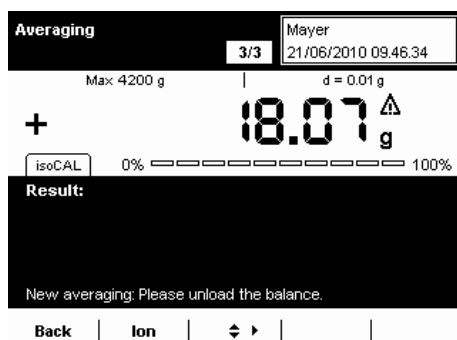 Averaging
Mayer
3/3
21/06/2010 09.46.34
Max 4200 g
d = 0.01 g
+ 18.07 g
isoCAL
0% 100%
Result:
New averaging: Please unload the balance.
Back Ion